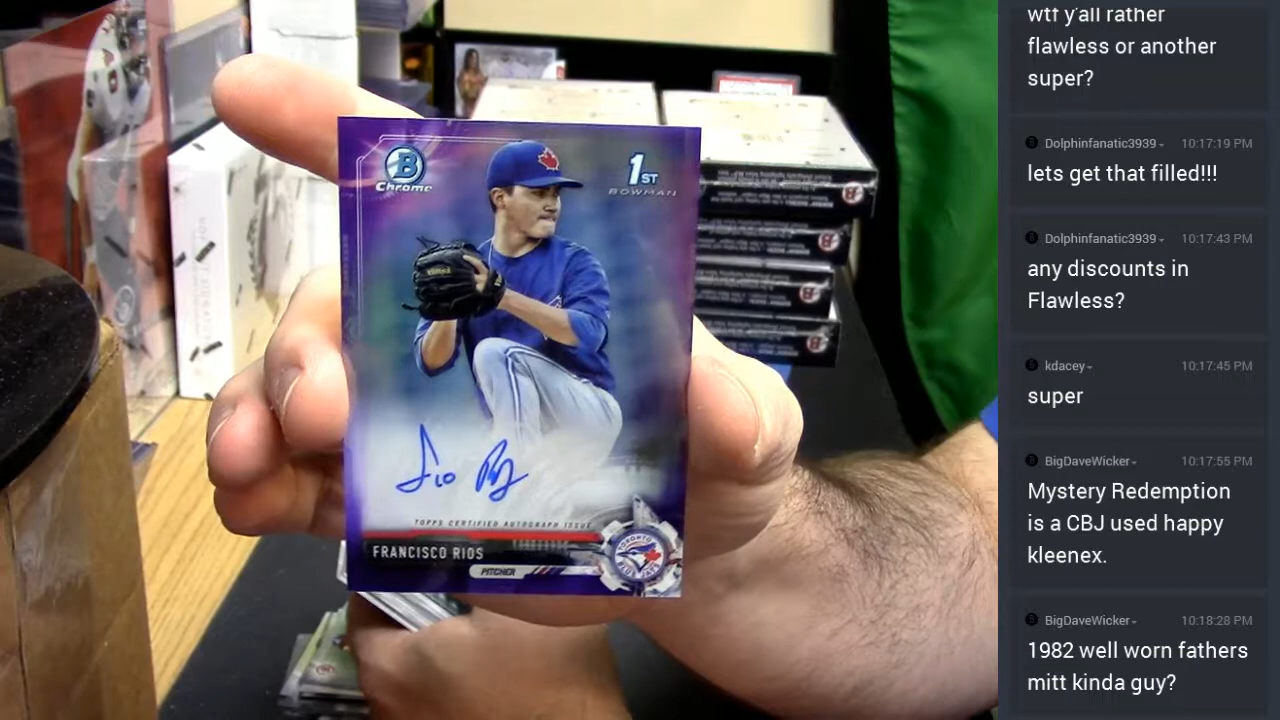 B
Chrome
1ST
BOWMAN
TOPPS CERTIFIED AUTOGRAPH ISSUE
FRANCISCO RIOS
PITCHER
TORONTO
wtf y'all rather
flawless or another
super?
Dolphinfanatic3939 10:17:19 PM
lets get that filled!!!
Dolphinfanatic3939 10:17:43 PM
any discounts in
Flawless?
kdacey 10:17:45 PM
super
BigDaveWicker 10:17:55 PM
Mystery Redemption
is a CBJ used happy
kleenex.
BigDaveWicker 10:18:28 PM
1982 well worn fathers
mitt kinda guy?